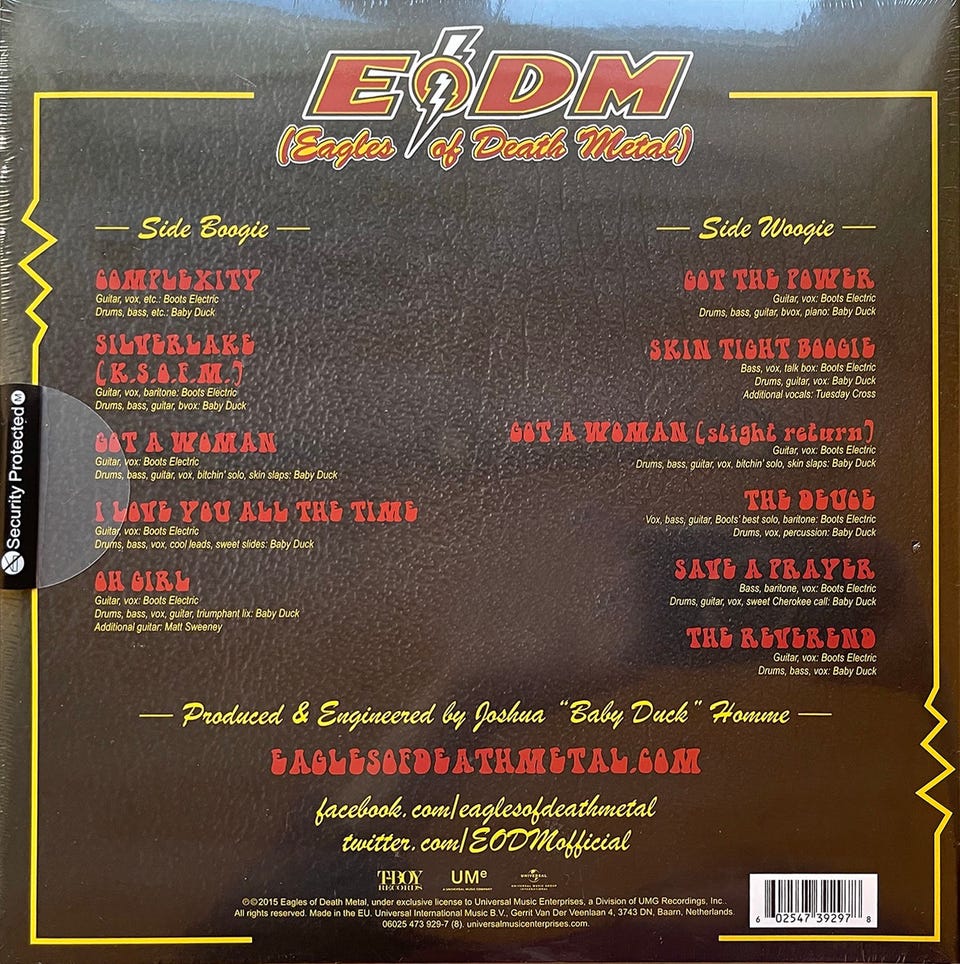 EODM
(Eagles of Death Metal)
Side Boogie
COMPLEXITY
Guitar, vox, etc.: Boots Electric
Drums, bass, etc.: Baby Duck
SILVERLAKE
(K.S.O.F.M.)
Guitar, vox, baritone: Boots Electric
Drums, bass, guitar, bvox: Baby Duck
GOT A WOMAN
Guitar, vox: Boots Electric
Drums, bass, guitar, vox, bitchin' solo, skin slaps: Baby Duck
I LOVE YOU ALL THE TIME
Guitar, vox: Boots Electric
Drums, bass, vox, cool leads, sweet slides: Baby Duck
OH GIRL
Guitar, vox: Boots Electric
Drums, bass, vox, guitar, triumphant lix: Baby Duck
Additional guitar: Matt Sweeney
Side Woogie
GOT THE POWER
Guitar, vox: Boots Electric
Drums, bass, guitar, bvox, piano: Baby Duck
SKIN TIGHT BOOGIE
Bass, vox, talk box: Boots Electric
Drums, guitar, vox: Baby Duck
Additional vocals: Tuesday Cross
GOT A WOMAN (slight return)
Guitar, vox: Boots Electric
Drums, bass, guitar, vox, bitchin' solo, skin slaps: Baby Duck
THE DEUCE
Vox, bass, guitar, Boots' best solo, baritone: Boots Electric
Drums, vox, percussion: Baby Duck
SAVE A PRAYER
Bass, baritone, vox: Boots Electric
Drums, guitar, vox, sweet Cherokee call: Baby Duck
THE REVEREND
Guitar, vox: Boots Electric
Drums, bass, vox: Baby Duck
Security Protected M
Produced & Engineered by Joshua "Baby Duck" Homme
EAGLESOFDEATHMETAL.COM
facebook.com/eaglesofdeathmetal
twitter.com/EODMofficial
T-BOY
RECORDS
UMe
A UNIVERSAL MUSIC COMPANY
UNIVERSAL
UNIVERSAL MUSIC GROUP
INTERNATIONAL
℗©2015 Eagles of Death Metal, under exclusive license to Universal Music Enterprises, a Division of UMG Recordings, Inc..
All rights reserved. Made in the EU. Universal International Music B.V., Gerrit Van Der Veenlaan 4, 3743 DN, Baarn, Netherlands.
06025 473 929-7 (8). universalmusicenterprises.com.
6 02547 39297 8